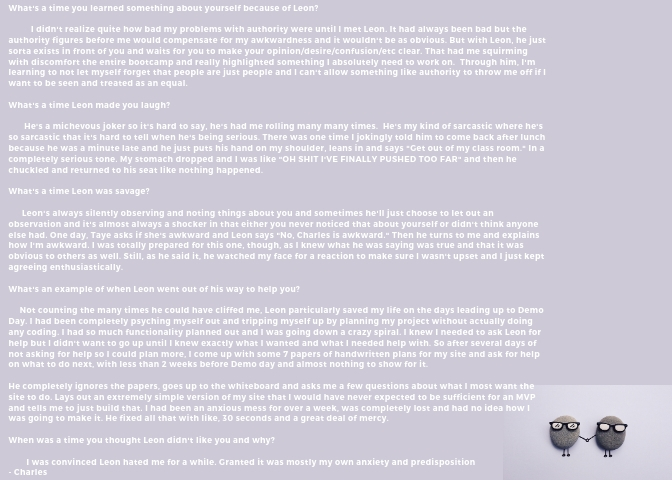 What's a time you learned something about yourself because of Leon?
I didn't realize quite how bad my problems with authority were until I met Leon. It had always been bad but the
authority figures before me would compensate for my awkwardness and it wouldn't be as obvious. But with Leon, he just
sorta exists in front of you and waits for you to make your opinion/desire/confusion/etc clear. That had me squirming
with discomfort the entire bootcamp and really highlighted something I absolutely need to work on. Through him, I'm
learning to not let myself forget that people are just people and I can't allow something like authority to throw me off if I
want to be seen and treated as an equal.
What's a time Leon made you laugh?
He's a michevous joker so it's hard to say, he's had me rolling many many times. He's my kind of sarcastic where he's
so sarcastic that it's hard to tell when he's being serious. There was one time I jokingly told him to come back after lunch
because he was a minute late and he just puts his hand on my shoulder, leans in and says "Get out of my class room." In a
completely serious tone. My stomach dropped and I was like "OH SHIT I'VE FINALLY PUSHED TOO FAR" and then he
chuckled and returned to his seat like nothing happened.
What's a time Leon was savage?
Leon's always silently observing and noting things about you and sometimes he'll just choose to let out an
observation and it's almost always a shocker in that either you never noticed that about yourself or didn't think anyone
else had. One day, Taye asks if she's awkward and Leon says "No, Charles is awkward." Then he turns to me and explains
how I'm awkward. I was totally prepared for this one, though, as I knew what he was saying was true and that it was
obvious to others as well. Still, as he said it, he watched my face for a reaction to make sure I wasn't upset and I just kept
agreeing enthusiastically.
What's an example of when Leon went out of his way to help you?
Not counting the many times he could have cliffed me, Leon particularly saved my life on the days leading up to Demo
Day. I had been completely psyching myself out and tripping myself up by planning my project without actually doing
any coding. I had so much functionality planned out and I was going down a crazy spiral. I knew I needed to ask Leon for
help but I didn't want to go up until I knew exactly what I wanted and what I needed help with. So after several days of
not asking for help so I could plan more, I come up with some 7 papers of handwritten plans for my site and ask for help
on what to do next, with less than 2 weeks before Demo day and almost nothing to show for it.
He completely ignores the papers, goes up to the whiteboard and asks me a few questions about what I most want the
site to do. Lays out an extremely simple version of my site that I would have never expected to be sufficient for an MVP
and tells me to just build that. I had been an anxious mess for over a week, was completely lost and had no idea how I
was going to make it. He fixed all that with like, 30 seconds and a great deal of mercy.
When was a time you thought Leon didn't like you and why?
I was convinced Leon hated me for a while. Granted it was mostly my own anxiety and predisposition
- Charles